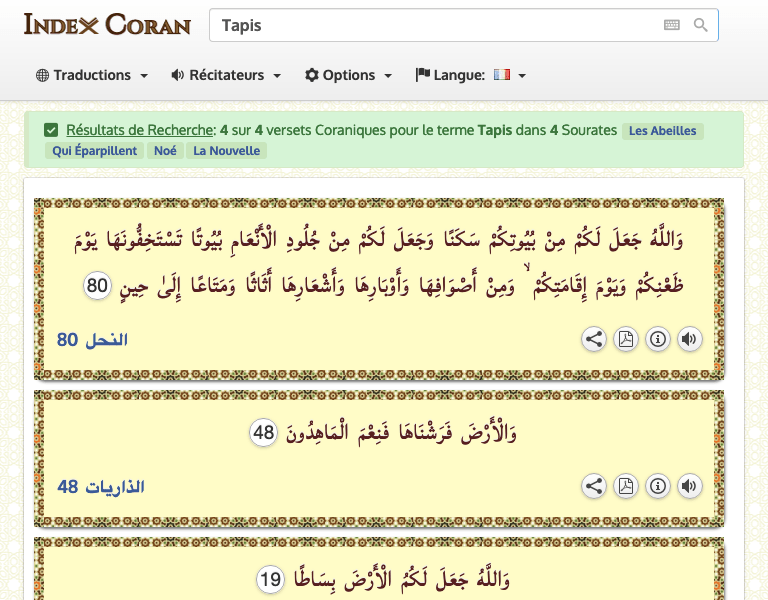 INDEX CORAN
Tapis
Traductions Récitateurs Options Langue:
Résultats de Recherche: 4 sur 4 versets Coraniques pour le terme Tapis dans 4 Sourates Les Abeilles
Qui Éparpillent Noé La Nouvelle
وَاللَّهُ جَعَلَ لَكُمْ مِنْ بُيُوتِكُمْ سَكَنًا وَجَعَلَ لَكُمْ مِنْ جُلُودِ الْأَنْعَامِ بُيُوتًا تَسْتَخِفُّونَهَا يَوْمَ
ظَعْنِكُمْ وَيَوْمَ إِقَامَتِكُمْ ۙ وَمِنْ أَصْوَافِهَا وَأَوْبَارِهَا وَأَشْعَارِهَا أَثَاثًا وَمَتَاعًا إِلَىٰ حِينٍ 80
النحل 80
وَالْأَرْضَ فَرَشْنَاهَا فَنِعْمَ الْمَاهِدُونَ 48
الذاريات 48
وَاللَّهُ جَعَلَ لَكُمُ الْأَرْضَ بِسَاطًا 19